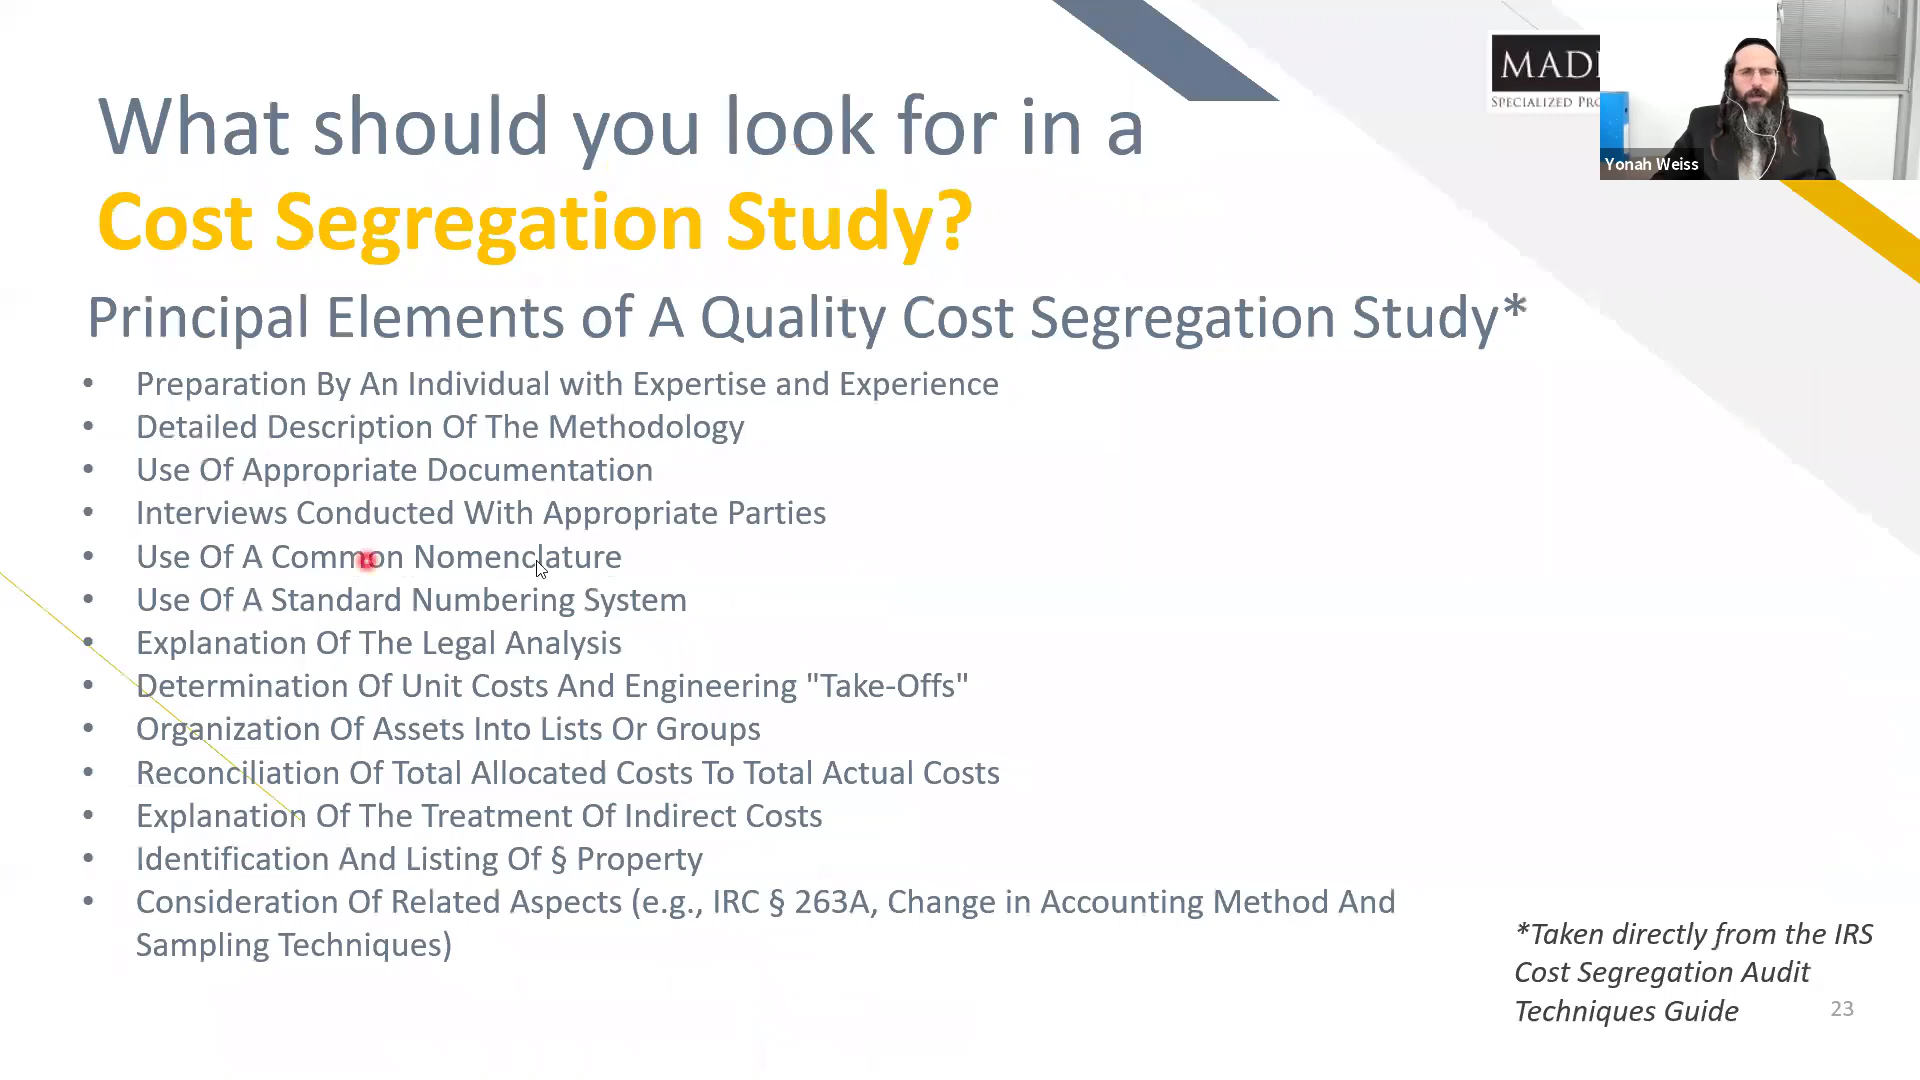 What should you look for in a
Cost Segregation Study?
MAD
SPECIALIZED PRO
Yonah Weiss
Principal Elements of A Quality Cost Segregation Study*
• Preparation By An Individual with Expertise and Experience
• Detailed Description Of The Methodology
• Use Of Appropriate Documentation
• Interviews Conducted With Appropriate Parties
• Use Of A Common Nomenclature
• Use Of A Standard Numbering System
• Explanation Of The Legal Analysis
• Determination Of Unit Costs And Engineering "Take-Offs"
• Organization Of Assets Into Lists Or Groups
• Reconciliation Of Total Allocated Costs To Total Actual Costs
• Explanation Of The Treatment Of Indirect Costs
• Identification And Listing Of § Property
• Consideration Of Related Aspects (e.g., IRC § 263A, Change in Accounting Method And
Sampling Techniques)
*Taken directly from the IRS
Cost Segregation Audit
Techniques Guide
23